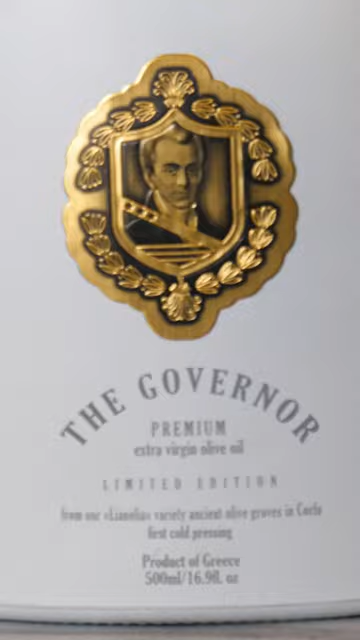 THE GOVERNOR
PREMIUM
extra virgin olive oil
LIMITED EDITION
from our «Lianolia» variety ancient olive groves in Corfu
first cold pressing
Product of Greece
500ml/16.9fl. oz